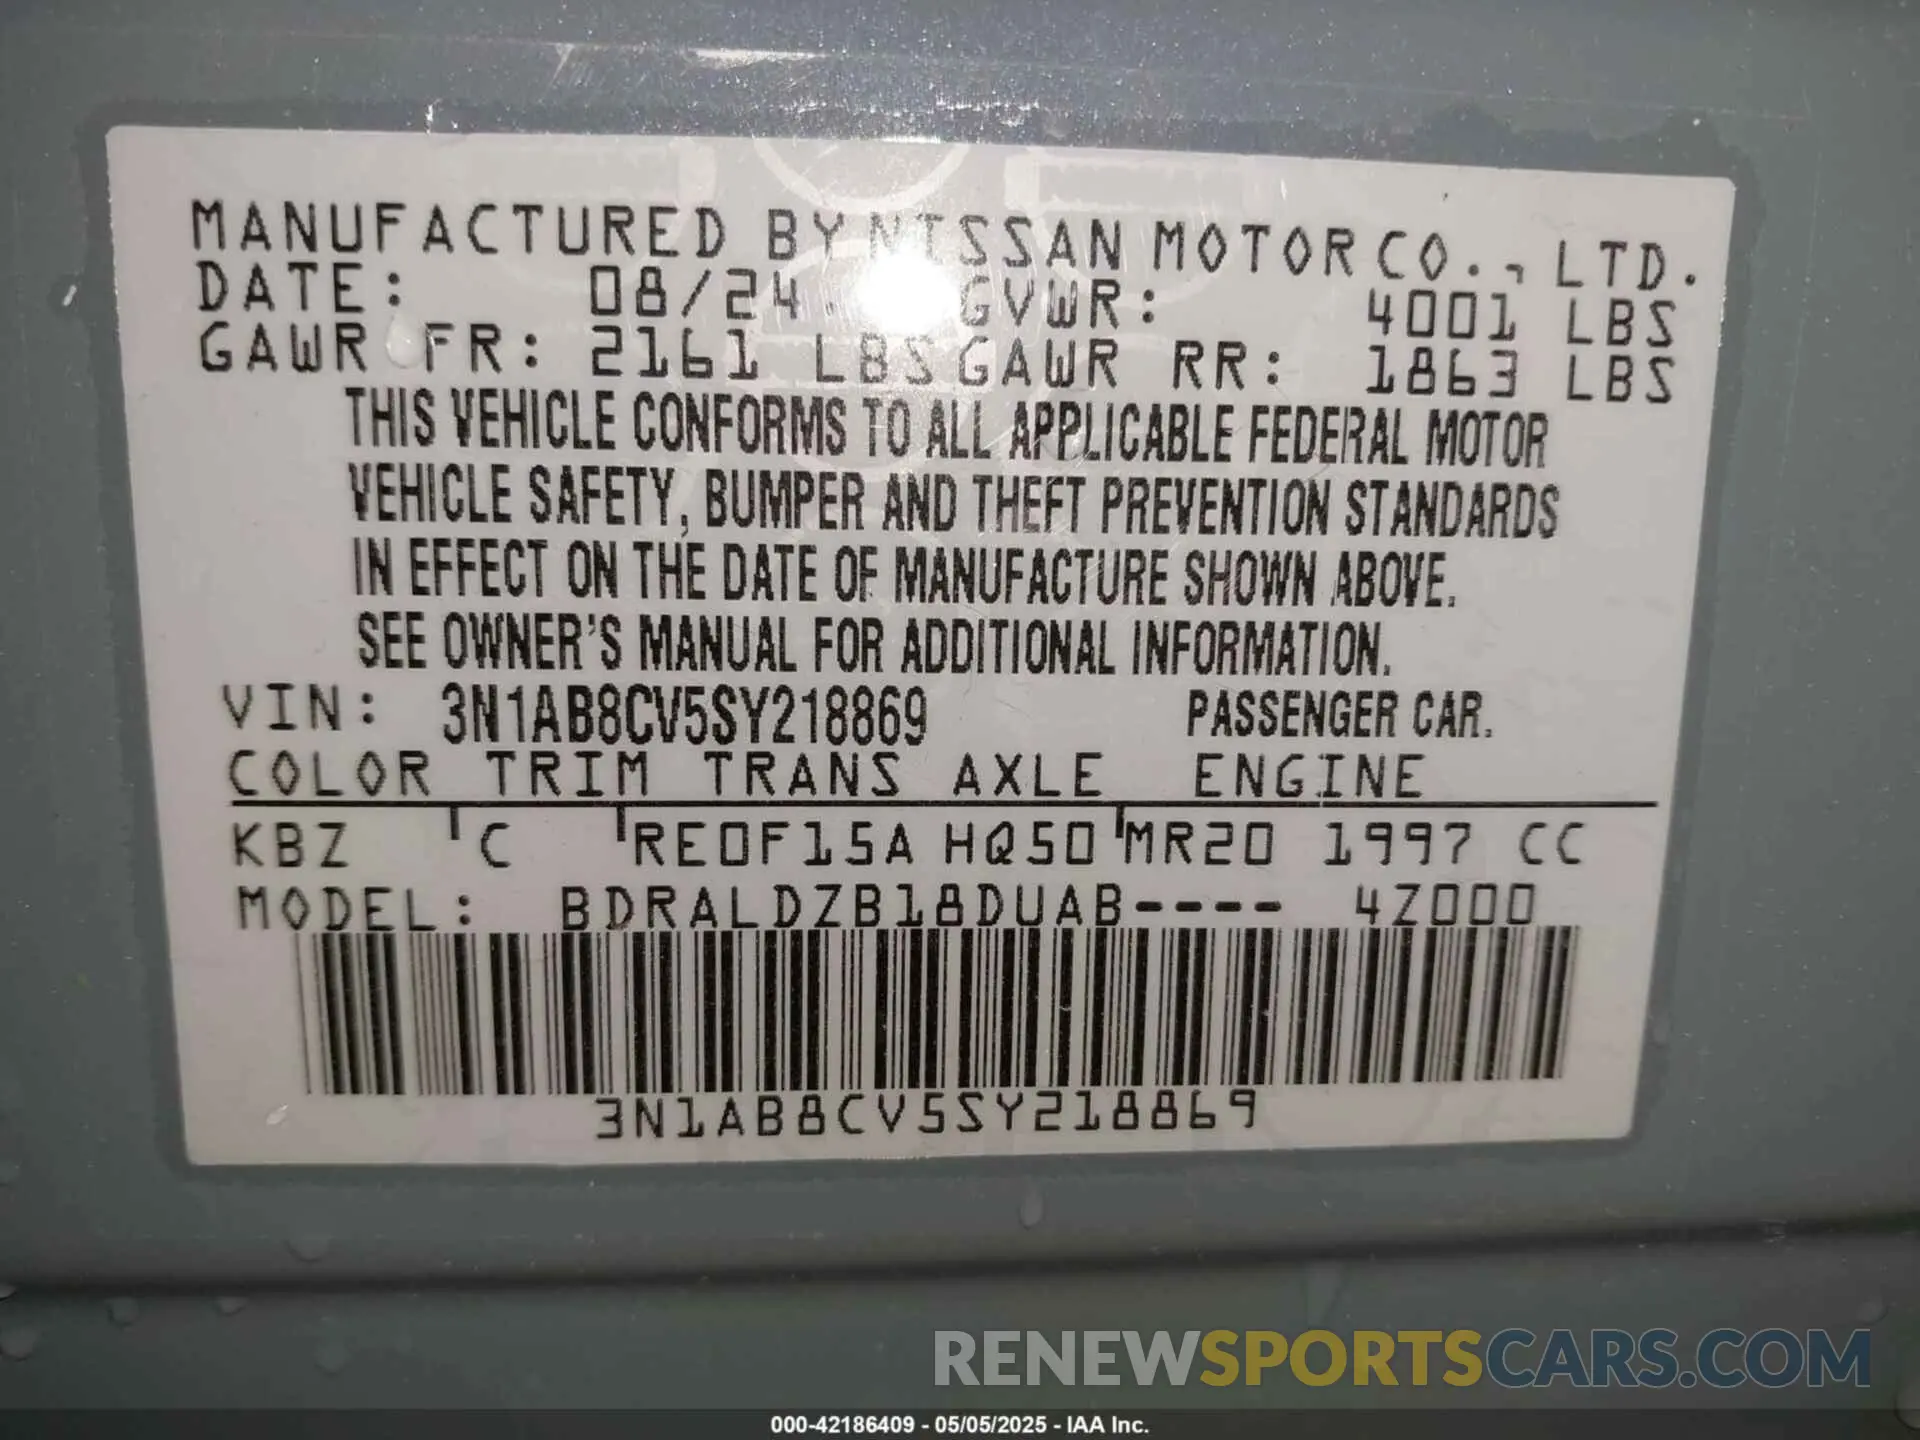 MANUFACTURED BY NISSAN MOTOR CO., LTD.
DATE: 08/24 GVWR: 4001 LBS
GAWR FR: 2161 LBS GAWR RR: 1863 LBS
THIS VEHICLE CONFORMS TO ALL APPLICABLE FEDERAL MOTOR
VEHICLE SAFETY, BUMPER AND THEFT PREVENTION STANDARDS
IN EFFECT ON THE DATE OF MANUFACTURE SHOWN ABOVE.
SEE OWNER'S MANUAL FOR ADDITIONAL INFORMATION.
VIN: 3N1AB8CV5SY218869 PASSENGER CAR.
COLOR TRIM TRANS AXLE ENGINE
KBZ C RE0F15A HQ50 MR20 1997 CC
MODEL: BDRALDZB18DUAB---- 4Z000
3N1AB8CV5SY218869
RENEWSPORTSCARS.COM
000-42186409 - 05/05/2025 - IAA Inc.